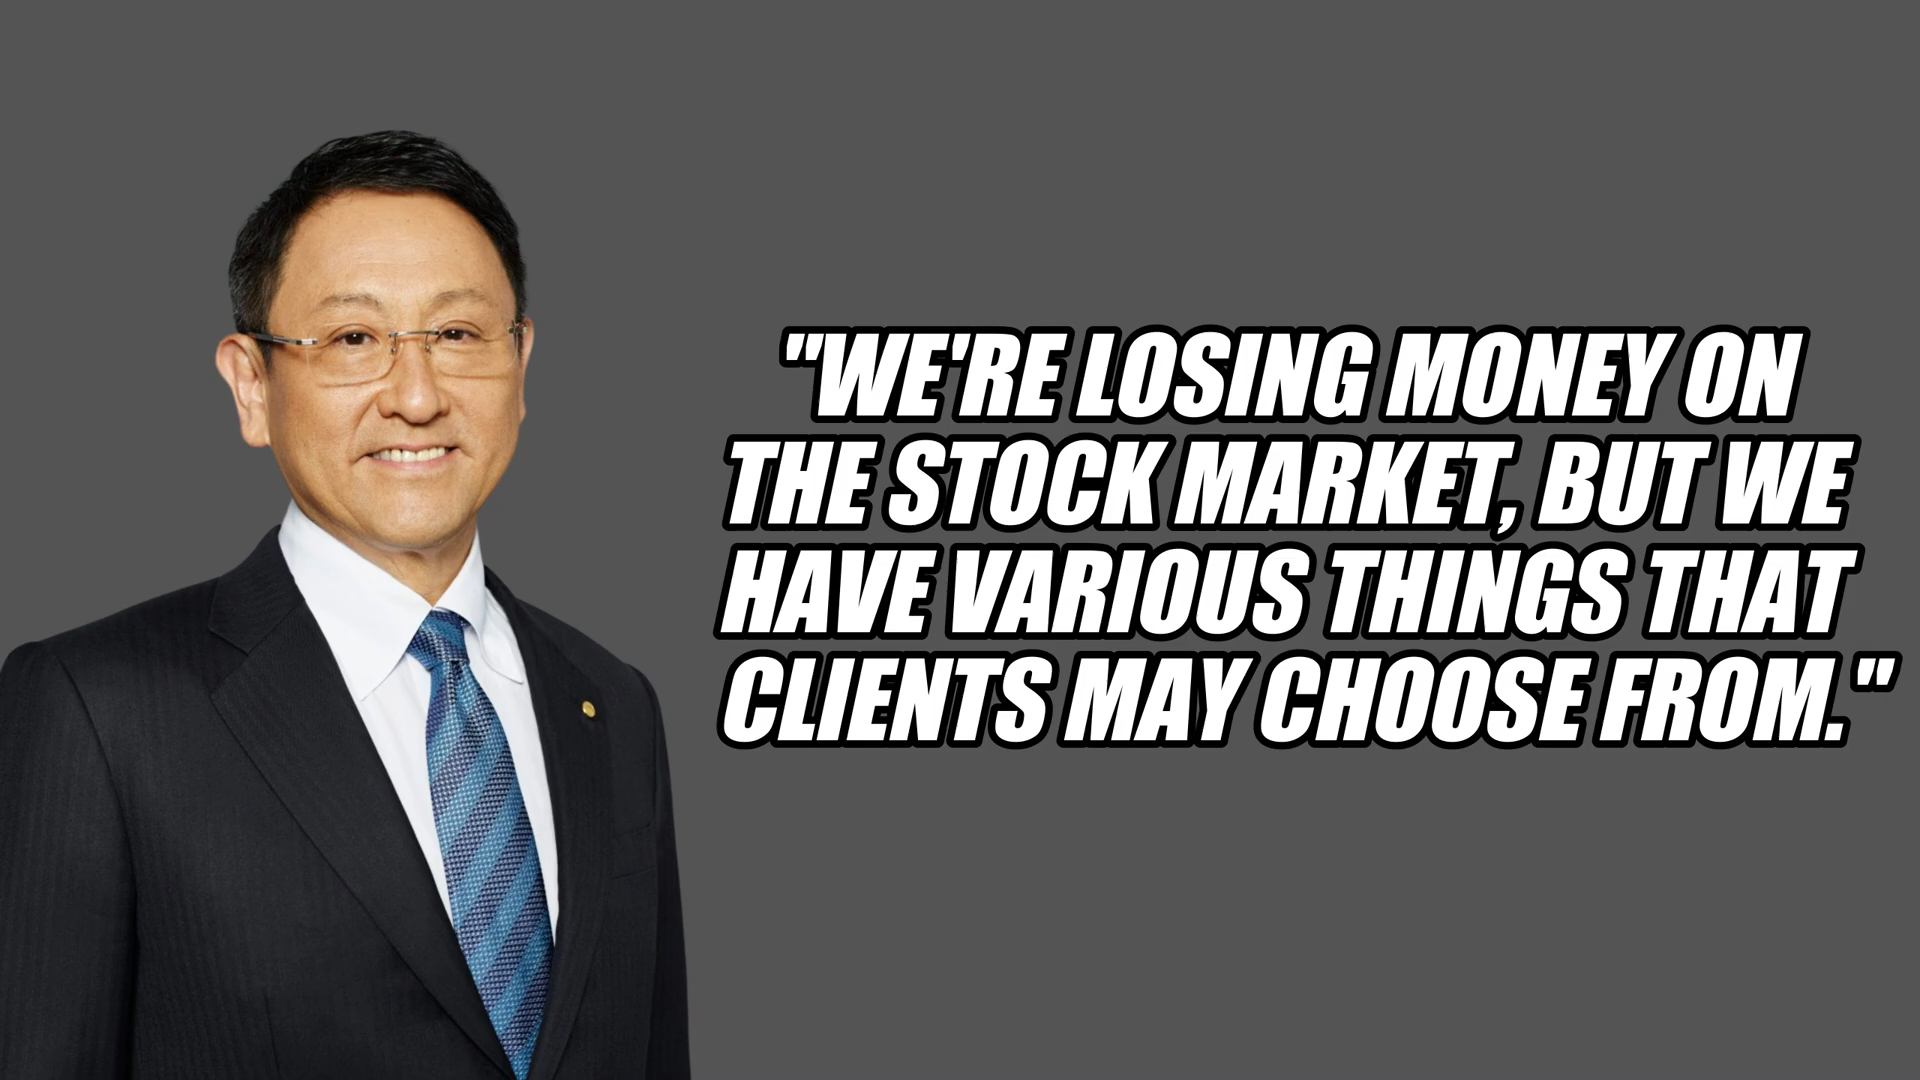 "WE'RE LOSING MONEY ON
THE STOCK MARKET, BUT WE
HAVE VARIOUS THINGS THAT
CLIENTS MAY CHOOSE FROM."